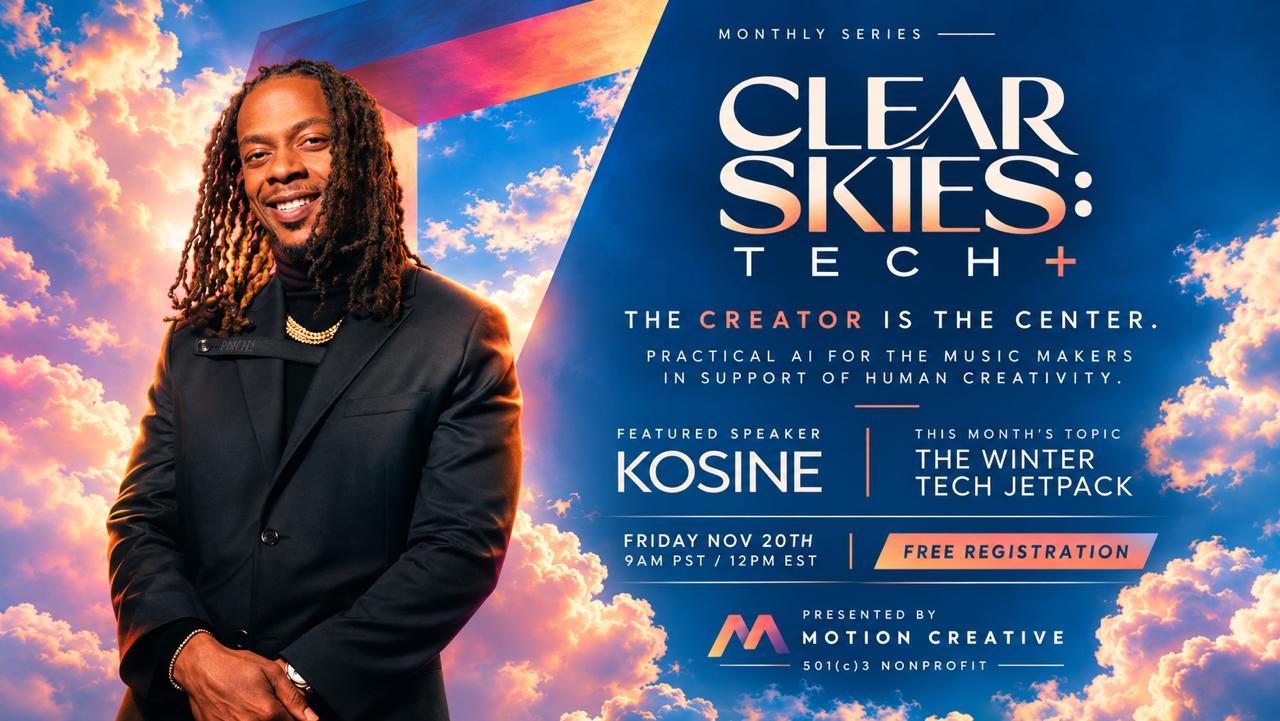 MONTHLY SERIES
CLEAR
SKIES:
TECH+
THE CREATOR IS THE CENTER.
PRACTICAL AI FOR THE MUSIC MAKERS
IN SUPPORT OF HUMAN CREATIVITY.
FEATURED SPEAKER
KOSINE
THIS MONTH'S TOPIC
THE WINTER
TECH JETPACK
FRIDAY NOV 20TH
9AM PST / 12PM EST
FREE REGISTRATION
PRESENTED BY
MOTION CREATIVE
501(c)3 NONPROFIT